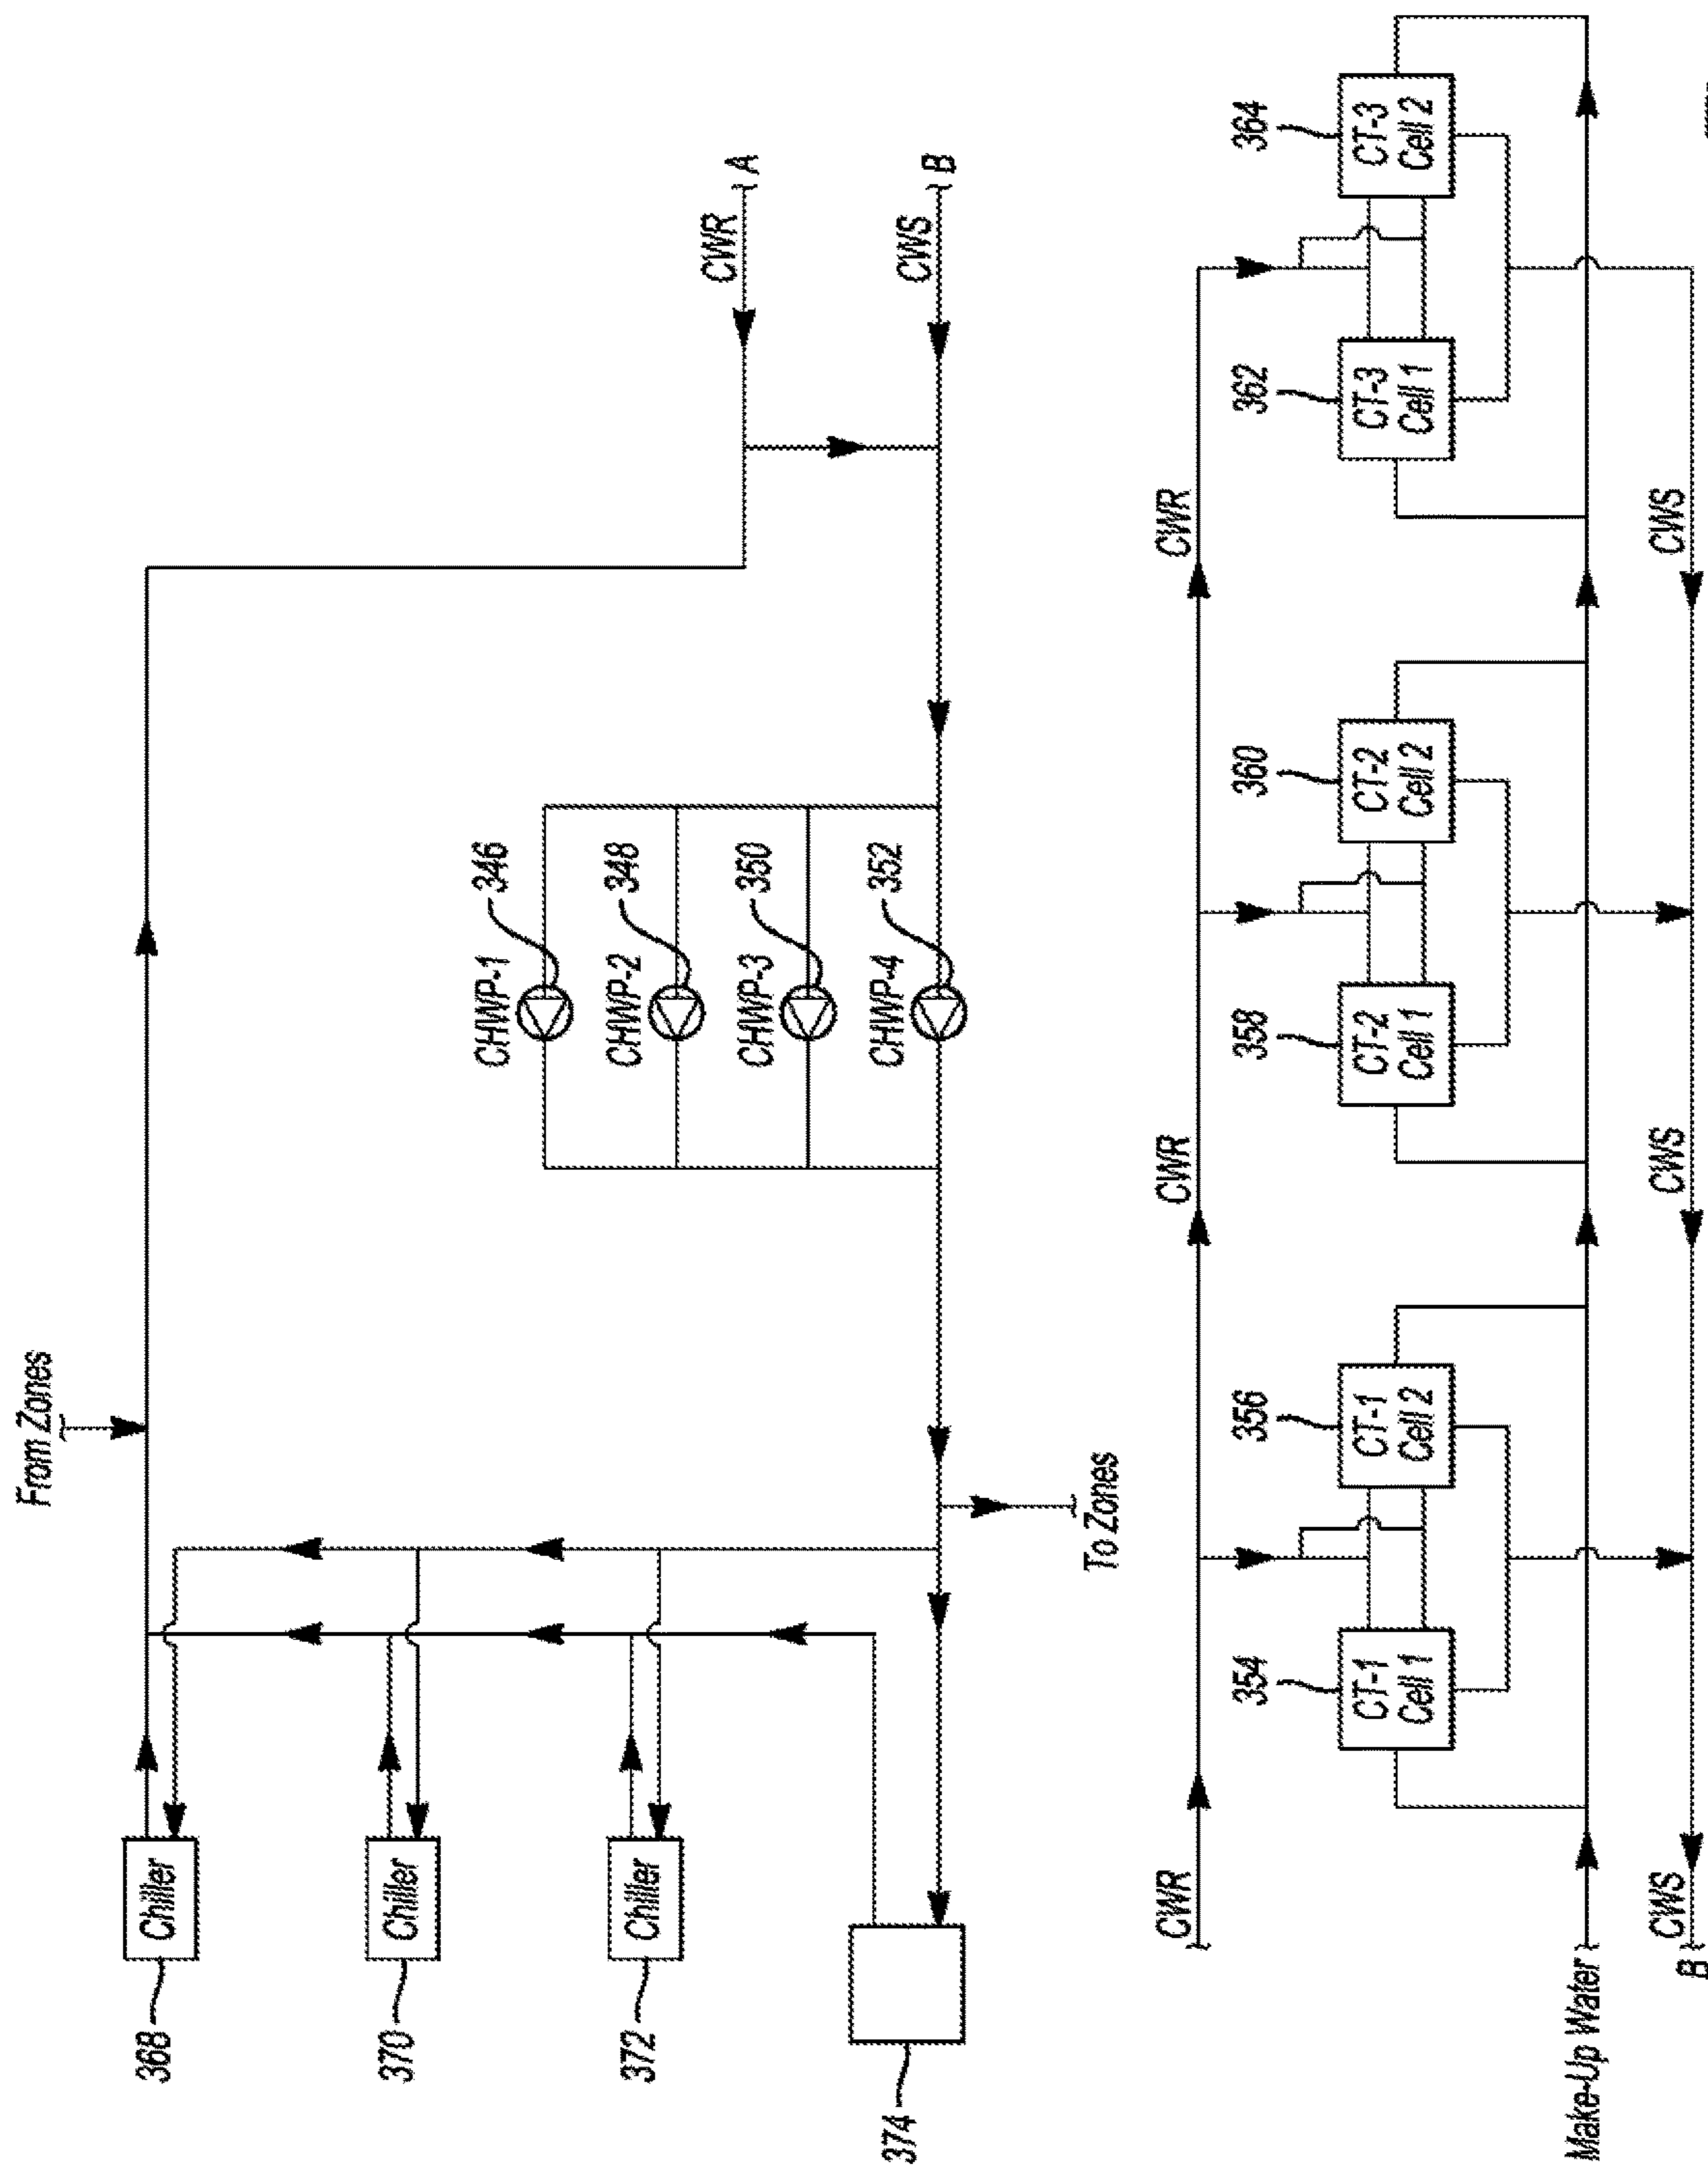 368
Chiller
370
Chiller
372
Chiller
374
From Zones
To Zones
CHWP-1
346
CHWP-2
348
CHWP-3
350
CHWP-4
352
CWR
A
CWS
B
CWR
CWR
CWR
354
CT-1
Cell 1
356
CT-1
Cell 2
358
CT-2
Cell 1
360
CT-2
Cell 2
362
CT-3
Cell 1
364
CT-3
Cell 2
Make-Up Water
B
CWS
CWS
CWS